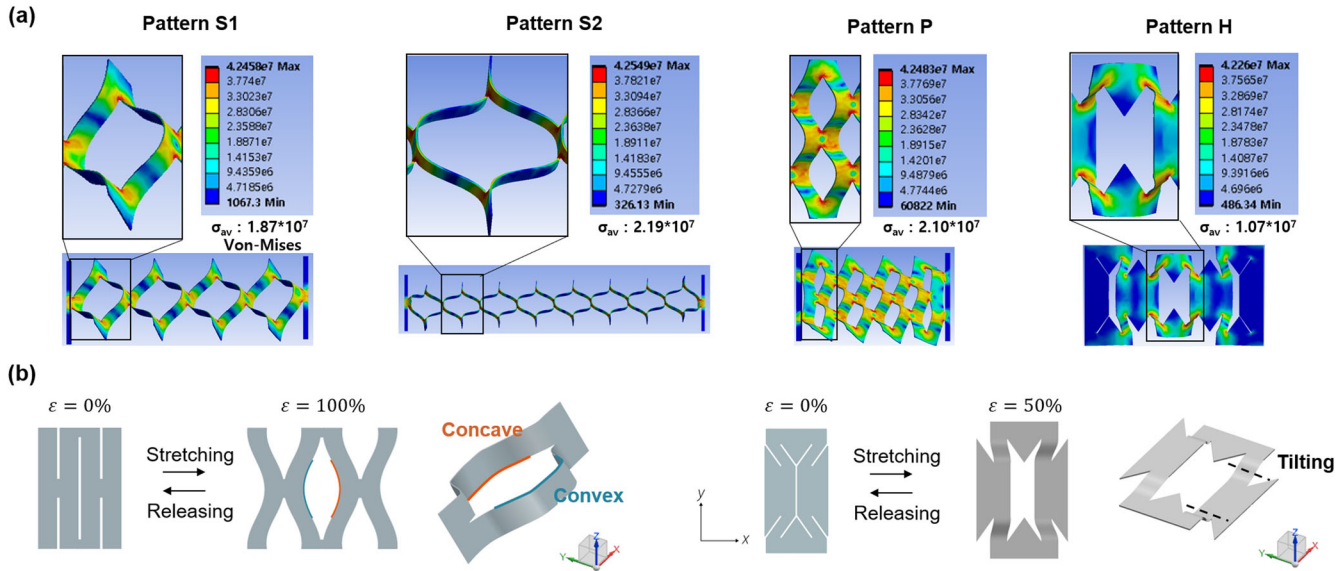 (a)
Pattern S1
Pattern S2
Pattern P
Pattern H
4.2458e7 Max
3.774e7
3.3023e7
2.8306e7
2.3588e7
1.8871e7
1.4153e7
9.4359e6
4.7185e6
1067.3 Min
σav : 1.87*10⁷
Von-Mises
4.2549e7 Max
3.7821e7
3.3094e7
2.8366e7
2.3638e7
1.8911e7
1.4183e7
9.4555e6
4.7279e6
326.13 Min
σav : 2.19*10⁷
4.2483e7 Max
3.7769e7
3.3056e7
2.8342e7
2.3628e7
1.8915e7
1.4201e7
9.4879e6
4.7744e6
60822 Min
σav : 2.10*10⁷
4.226e7 Max
3.7565e7
3.2869e7
2.8174e7
2.3478e7
1.8783e7
1.4087e7
9.3916e6
4.696e6
486.34 Min
σav : 1.07*10⁷
(b)
ε = 0%
ε = 100%
Stretching
Releasing
Concave
Convex
Z
Y
X
y
x
ε = 0%
ε = 50%
Stretching
Releasing
Tilting
Z
Y
X